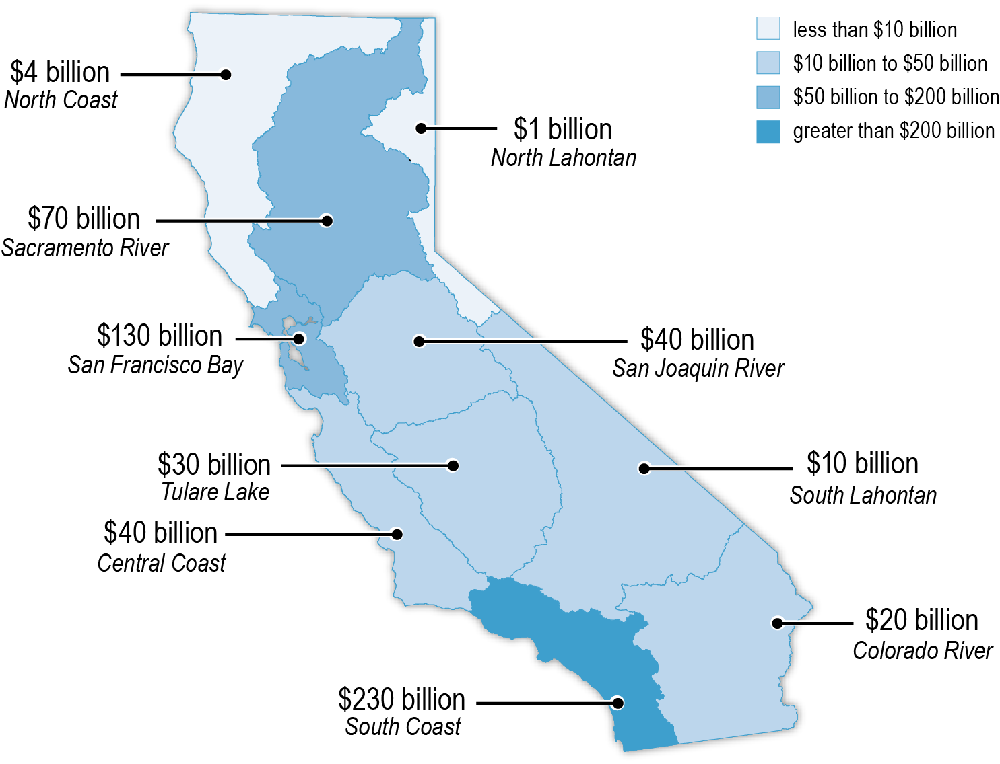 less than $10 billion
$10 billion to $50 billion
$50 billion to $200 billion
greater than $200 billion
$4 billion
North Coast
$1 billion
North Lahontan
$70 billion
Sacramento River
$130 billion
San Francisco Bay
$40 billion
San Joaquin River
$30 billion
Tulare Lake
$10 billion
South Lahontan
$40 billion
Central Coast
$20 billion
Colorado River
$230 billion
South Coast